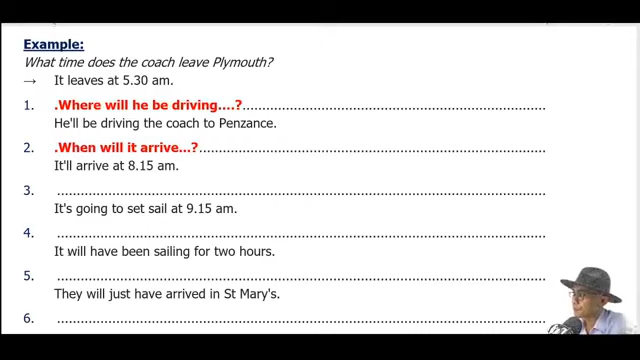 Example:
What time does the coach leave Plymouth?
→ It leaves at 5.30 am.
1. .Where will he be driving....?................................................................................
He'll be driving the coach to Penzance.
2. .When will it arrive...?................................................................................
It'll arrive at 8.15 am.
3. ................................................................................
It's going to set sail at 9.15 am.
4. ................................................................................
It will have been sailing for two hours.
5. ................................................................................
They will just have arrived in St Mary's.
6. ................................................................................